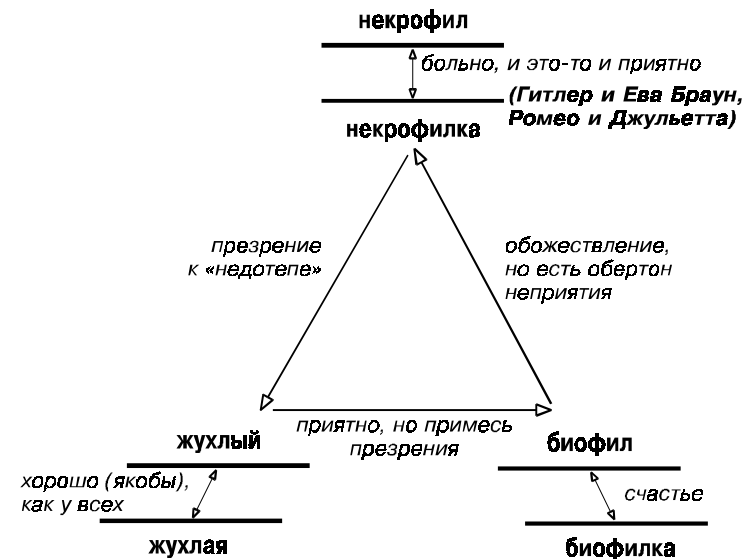 некрофил
больно, и это-то и приятно
(Гитлер и Ева Браун,
Ромео и Джульетта)
некрофилка
презрение
к «недотепе»
обожествление,
но есть обертон
неприятия
приятно, но примесь
презрения
жухлый
биофил
хорошо (якобы),
как у всех
счастье
жухлая
биофилка